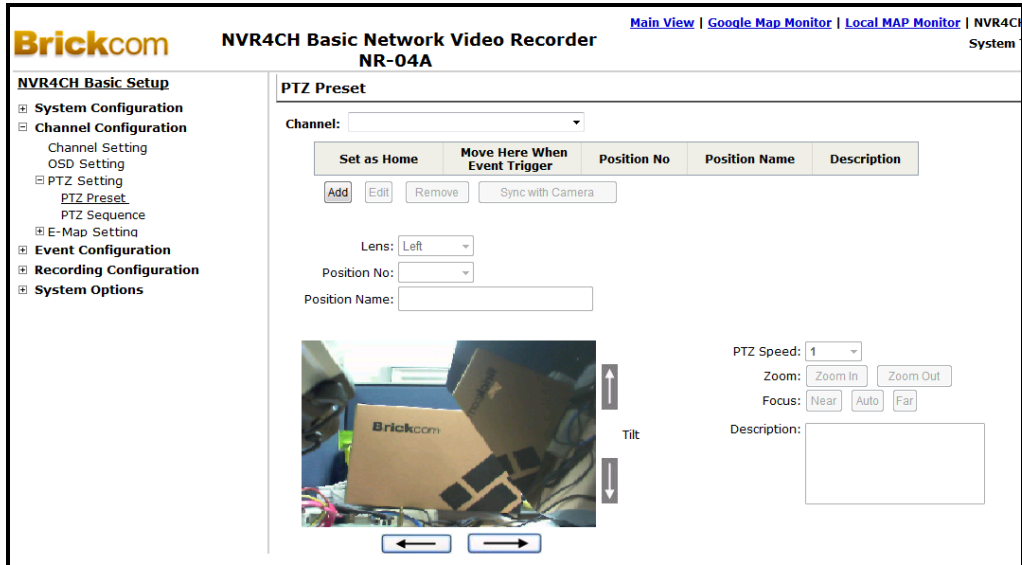 Main View | Google Map Monitor | Local MAP Monitor | NVR4CH
Brickcom
NVR4CH Basic Network Video Recorder
NR-04A
System
NVR4CH Basic Setup
System Configuration
Channel Configuration
Channel Setting
OSD Setting
PTZ Setting
PTZ Preset
PTZ Sequence
E-Map Setting
Event Configuration
Recording Configuration
System Options
PTZ Preset
Channel:
Set as Home | Move Here When Event Trigger | Position No | Position Name | Description
Add Edit Remove Sync with Camera
Lens: Left
Position No:
Position Name:
Brickcom
Tilt
PTZ Speed: 1
Zoom: Zoom In Zoom Out
Focus: Near Auto Far
Description: